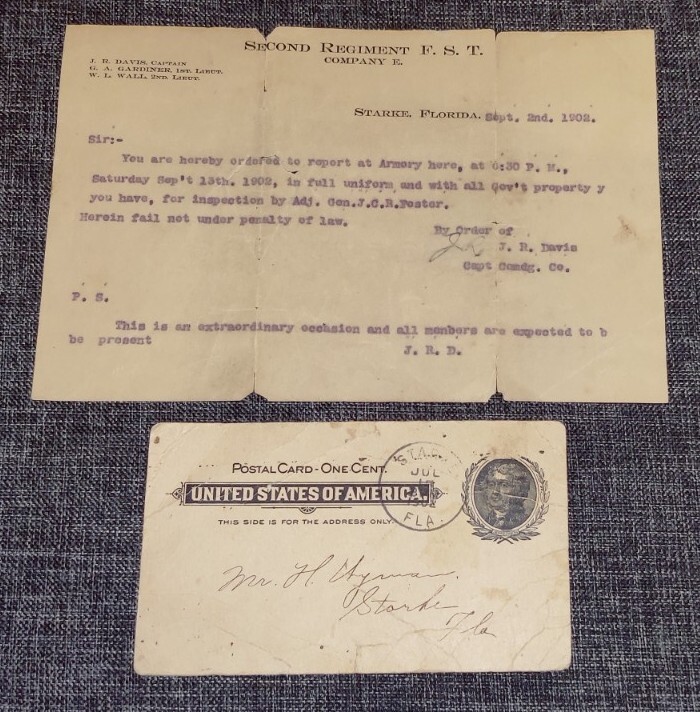 SECOND REGIMENT F. S. T.
COMPANY E.
J. R. DAVIS, CAPTAIN
G. A. GARDINER, 1ST. LIEUT.
W. L. WALL, 2ND. LIEUT.
STARKE, FLORIDA, Sept. 2nd. 1902.
Sir:-
You are hereby ordered to report at Armory here, at 6:30 P. M.,
Saturday Sep't 13th. 1902, in full uniform and with all Gov't property y
you have, for inspection by Adj. Gen.J.C.R.Foster.
Herein fail not under penalty of law.
By Order of
J. R. Davis
Capt Comdg. Co.
P. S.
This is an extraordinary occasion and all members are expected to b
be present
J. R. D.
POSTAL CARD - ONE CENT.
UNITED STATES OF AMERICA.
THIS SIDE IS FOR THE ADDRESS ONLY.
JUL
FLA.
Mr. H. Wyman.
Starke
Fla